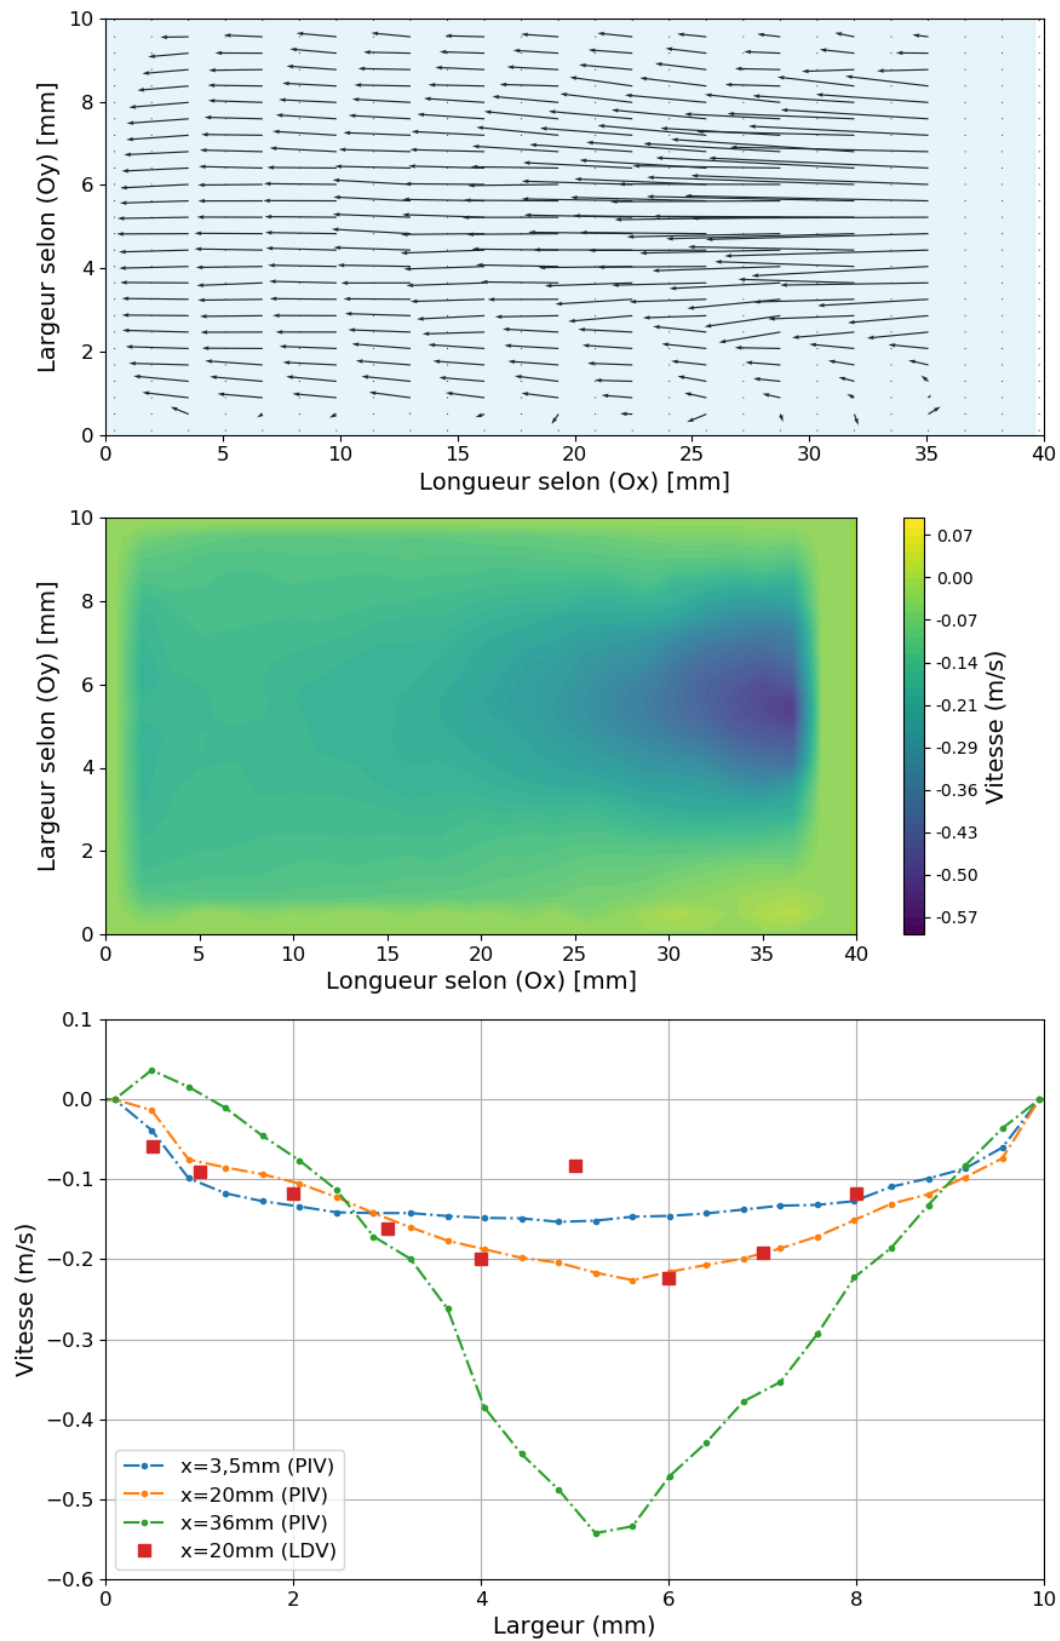 10
8
6
4
2
0
Largeur selon (Oy) [mm]
0 5 10 15 20 25 30 35 40
Longueur selon (Ox) [mm]
10
8
6
4
2
0
Largeur selon (Oy) [mm]
0 5 10 15 20 25 30 35 40
Longueur selon (Ox) [mm]
0.07
0.00
-0.07
-0.14
-0.21
-0.29
-0.36
-0.43
-0.50
-0.57
Vitesse (m/s)
0.1
0.0
−0.1
−0.2
−0.3
−0.4
−0.5
−0.6
Vitesse (m/s)
x=3,5mm (PIV)
x=20mm (PIV)
x=36mm (PIV)
x=20mm (LDV)
0 2 4 6 8 10
Largeur (mm)